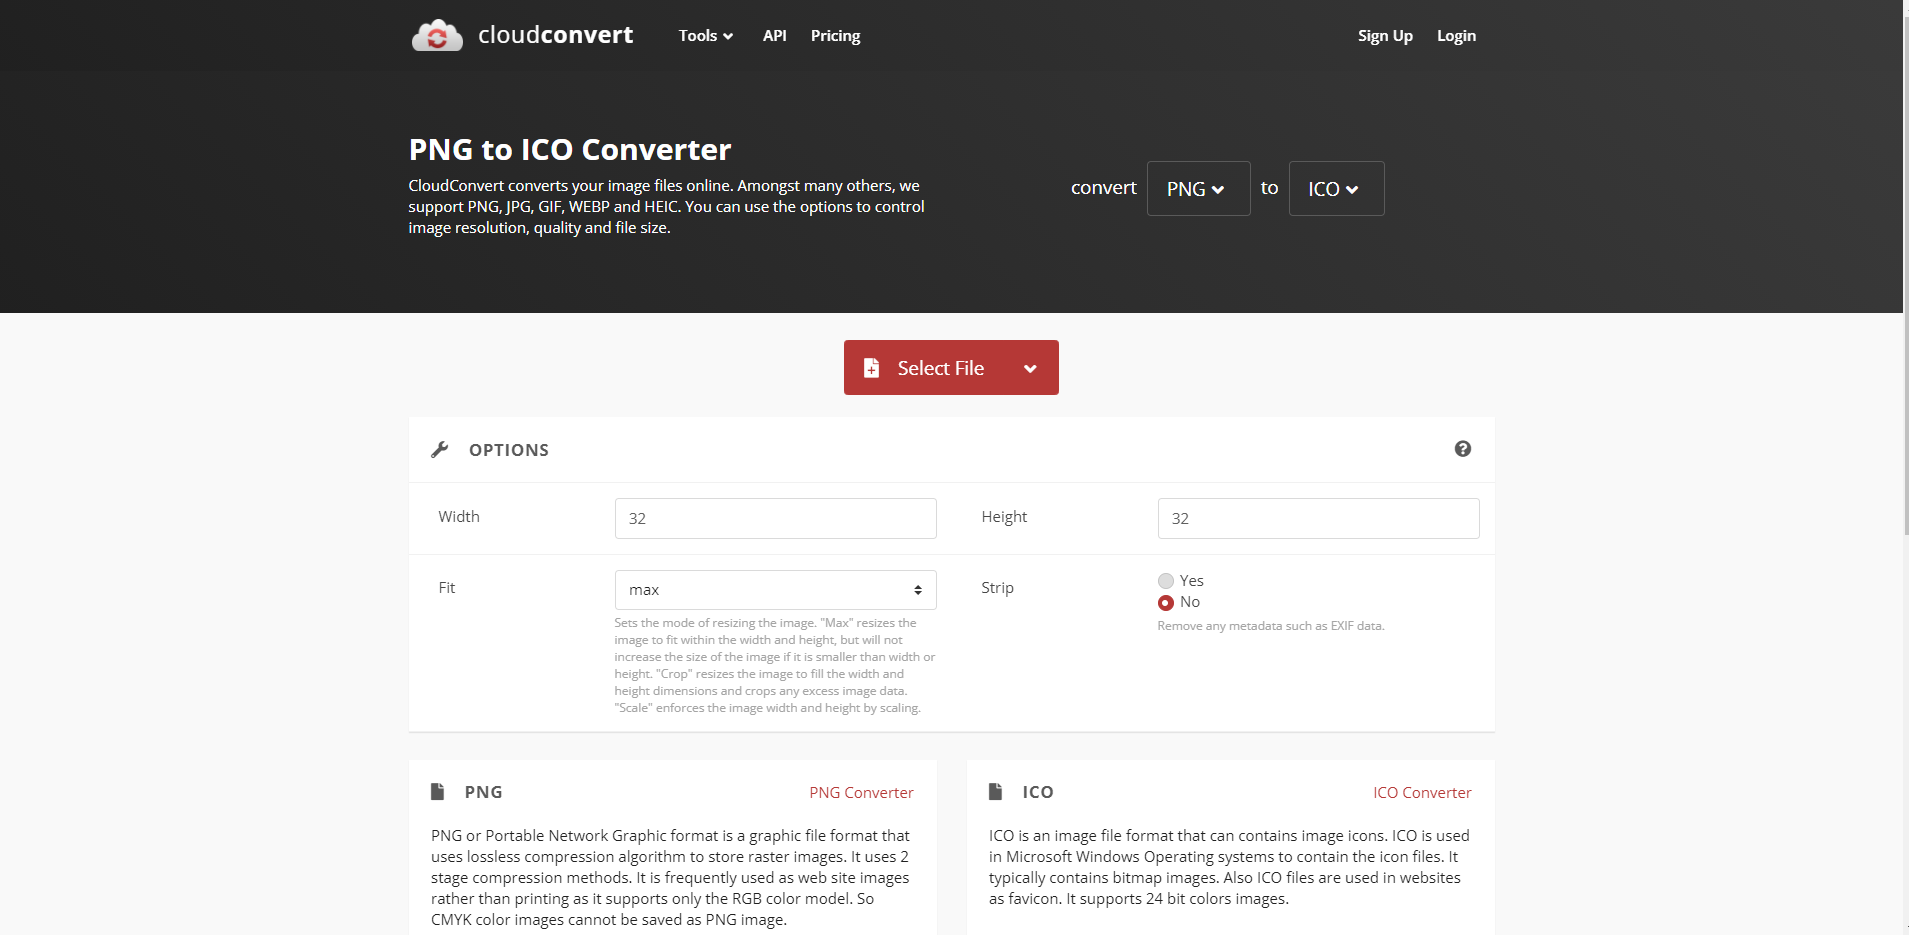 cloudconvert
Tools
API
Pricing
Sign Up
Login
PNG to ICO Converter
CloudConvert converts your image files online. Amongst many others, we
support PNG, JPG, GIF, WEBP and HEIC. You can use the options to control
image resolution, quality and file size.
convert PNG to ICO
Select File
OPTIONS
Width
32
Height
32
Fit
max
Sets the mode of resizing the image. "Max" resizes the
image to fit within the width and height, but will not
increase the size of the image if it is smaller than width or
height. "Crop" resizes the image to fill the width and
height dimensions and crops any excess image data.
"Scale" enforces the image width and height by scaling.
Strip
Yes
No
Remove any metadata such as EXIF data.
PNG
PNG Converter
PNG or Portable Network Graphic format is a graphic file format that
uses lossless compression algorithm to store raster images. It uses 2
stage compression methods. It is frequently used as web site images
rather than printing as it supports only the RGB color model. So
CMYK color images cannot be saved as PNG image.
ICO
ICO Converter
ICO is an image file format that can contains image icons. ICO is used
in Microsoft Windows Operating systems to contain the icon files. It
typically contains bitmap images. Also ICO files are used in websites
as favicon. It supports 24 bit colors images.